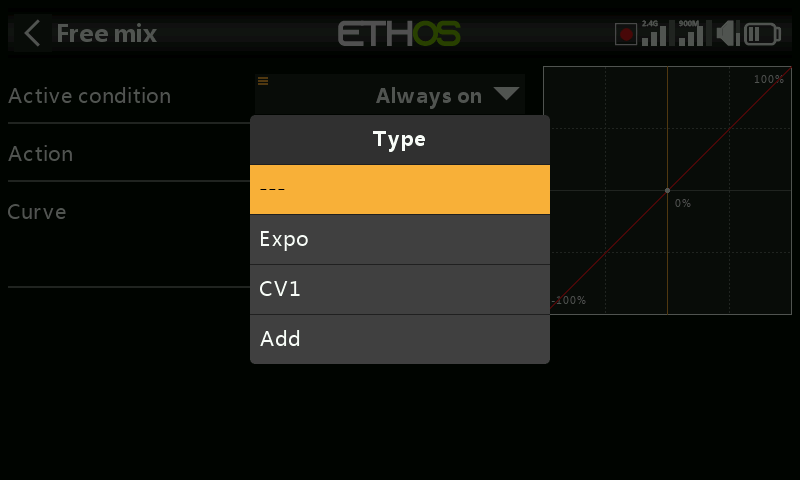 Free mix
ETHOS
2.4G
900M
Active condition
Always on
100%
Action
Curve
0%
-100%
Type
---
Expo
CV1
Add